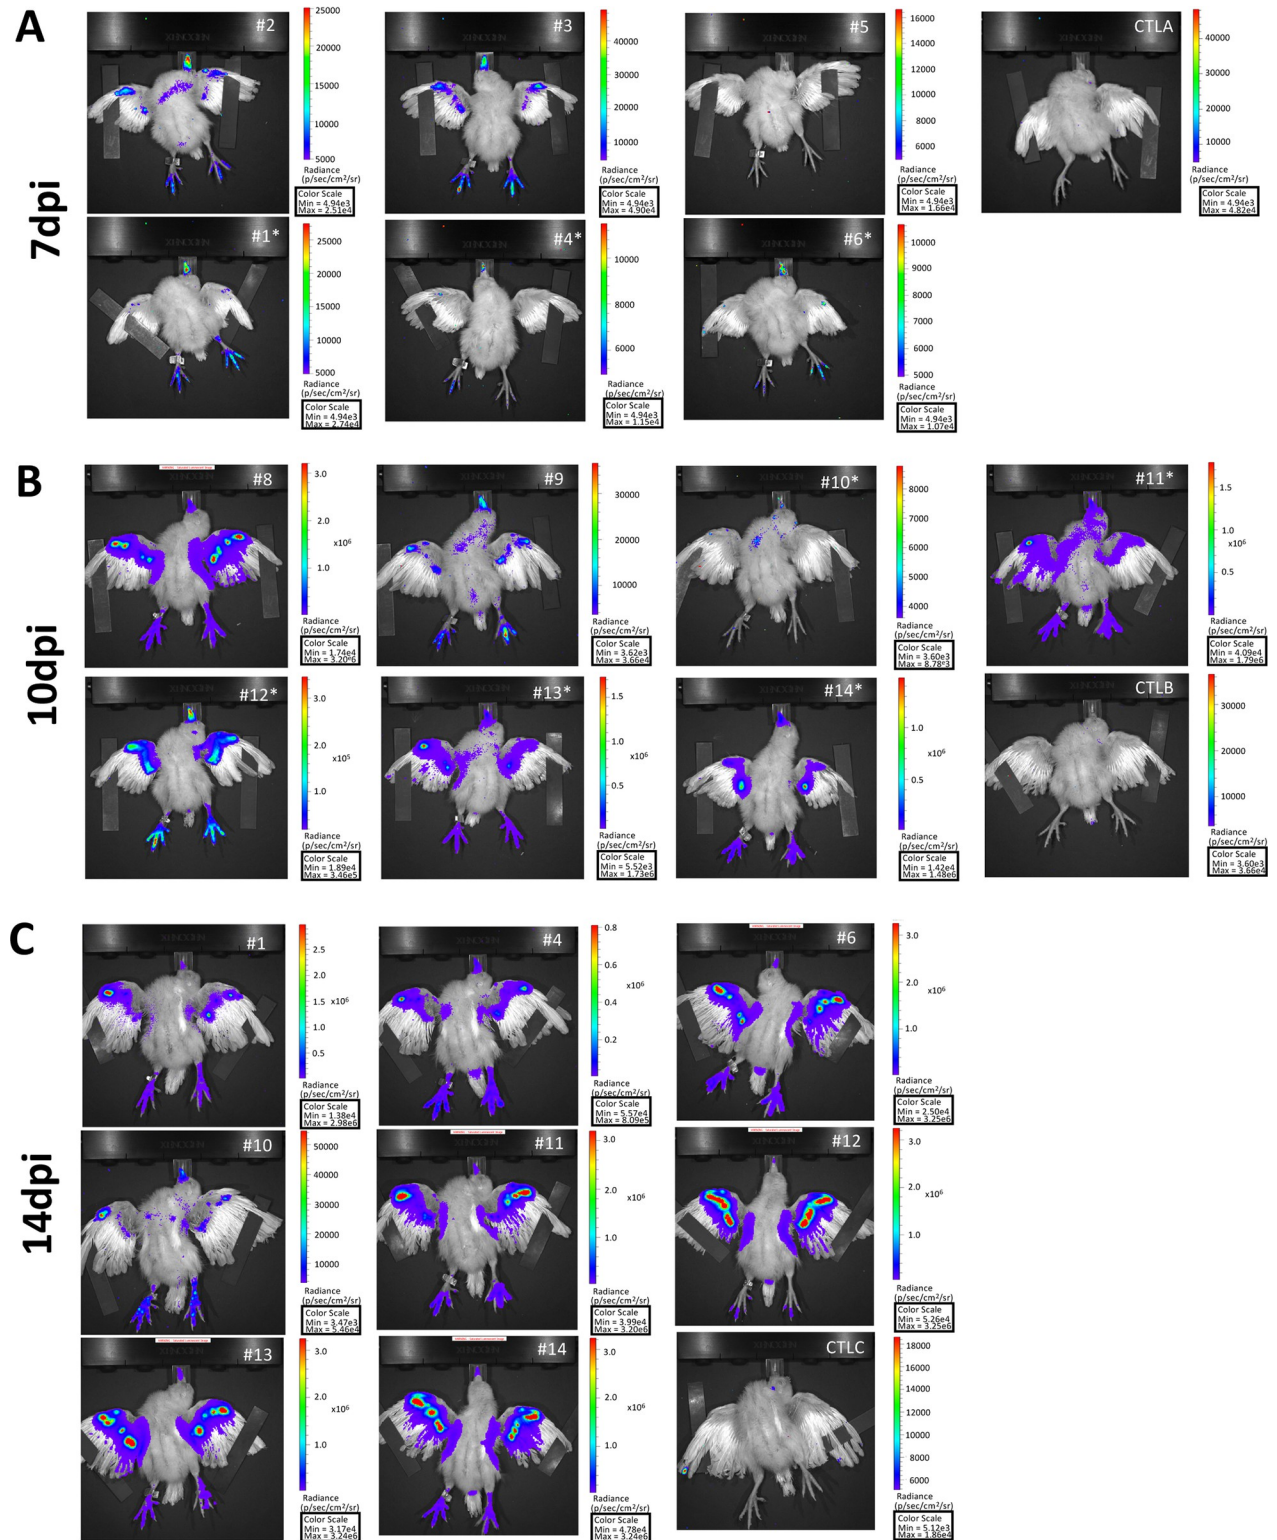 A
7dpi
#2
25000
20000
15000
10000
5000
Radiance
(p/sec/cm²/sr)
Color Scale
Min = 4.94e3
Max = 2.51e4
#3
40000
30000
20000
10000
Radiance
(p/sec/cm²/sr)
Color Scale
Min = 4.94e3
Max = 4.90e4
#5
16000
14000
12000
10000
8000
6000
Radiance
(p/sec/cm²/sr)
Color Scale
Min = 4.94e3
Max = 1.66e4
CTLA
40000
30000
20000
10000
Radiance
(p/sec/cm²/sr)
Color Scale
Min = 4.94e3
Max = 4.82e4
#1*
25000
20000
15000
10000
5000
Radiance
(p/sec/cm²/sr)
Color Scale
Min = 4.94e3
Max = 2.74e4
#4*
10000
8000
6000
Radiance
(p/sec/cm²/sr)
Color Scale
Min = 4.94e3
Max = 1.15e4
#6*
10000
9000
8000
7000
6000
5000
Radiance
(p/sec/cm²/sr)
Color Scale
Min = 4.94e3
Max = 1.07e4
B
10dpi
#8
3.0
2.0
x10⁶
1.0
Radiance
(p/sec/cm²/sr)
Color Scale
Min = 1.74e4
Max = 3.20e6
#9
30000
20000
10000
Radiance
(p/sec/cm²/sr)
Color Scale
Min = 3.62e3
Max = 3.66e4
#10*
8000
7000
6000
5000
4000
Radiance
(p/sec/cm²/sr)
Color Scale
Min = 3.60e3
Max = 8.78e3
#11*
1.5
1.0
x10⁶
0.5
Radiance
(p/sec/cm²/sr)
Color Scale
Min = 4.09e4
Max = 1.79e6
#12*
3.0
2.0
x10⁵
1.0
Radiance
(p/sec/cm²/sr)
Color Scale
Min = 1.89e4
Max = 3.46e5
#13*
1.5
1.0
x10⁶
0.5
Radiance
(p/sec/cm²/sr)
Color Scale
Min = 5.52e3
Max = 1.73e6
#14*
1.0
x10⁶
0.5
Radiance
(p/sec/cm²/sr)
Color Scale
Min = 1.42e4
Max = 1.48e6
CTLB
30000
20000
10000
Radiance
(p/sec/cm²/sr)
Color Scale
Min = 3.60e3
Max = 3.66e4
C
14dpi
#1
2.5
2.0
x10⁶
1.5
1.0
0.5
Radiance
(p/sec/cm²/sr)
Color Scale
Min = 1.38e4
Max = 2.98e6
#4
0.8
0.6
x10⁶
0.4
0.2
Radiance
(p/sec/cm²/sr)
Color Scale
Min = 5.57e4
Max = 8.09e5
#6
3.0
x10⁶
2.0
1.0
Radiance
(p/sec/cm²/sr)
Color Scale
Min = 2.50e4
Max = 3.25e6
#10
50000
40000
30000
20000
10000
Radiance
(p/sec/cm²/sr)
Color Scale
Min = 3.47e3
Max = 5.46e4
#11
3.0
2.0
x10⁶
1.0
Radiance
(p/sec/cm²/sr)
Color Scale
Min = 3.99e4
Max = 3.20e6
#12
3.0
2.0
x10⁶
1.0
Radiance
(p/sec/cm²/sr)
Color Scale
Min = 5.26e4
Max = 3.25e6
#13
3.0
2.0
x10⁶
1.0
Radiance
(p/sec/cm²/sr)
Color Scale
Min = 3.17e4
Max = 3.24e6
#14
3.0
2.0
x10⁶
1.0
Radiance
(p/sec/cm²/sr)
Color Scale
Min = 4.78e4
Max = 3.24e6
CTLC
18000
16000
14000
12000
10000
8000
6000
Radiance
(p/sec/cm²/sr)
Color Scale
Min = 5.12e3
Max = 1.86e4